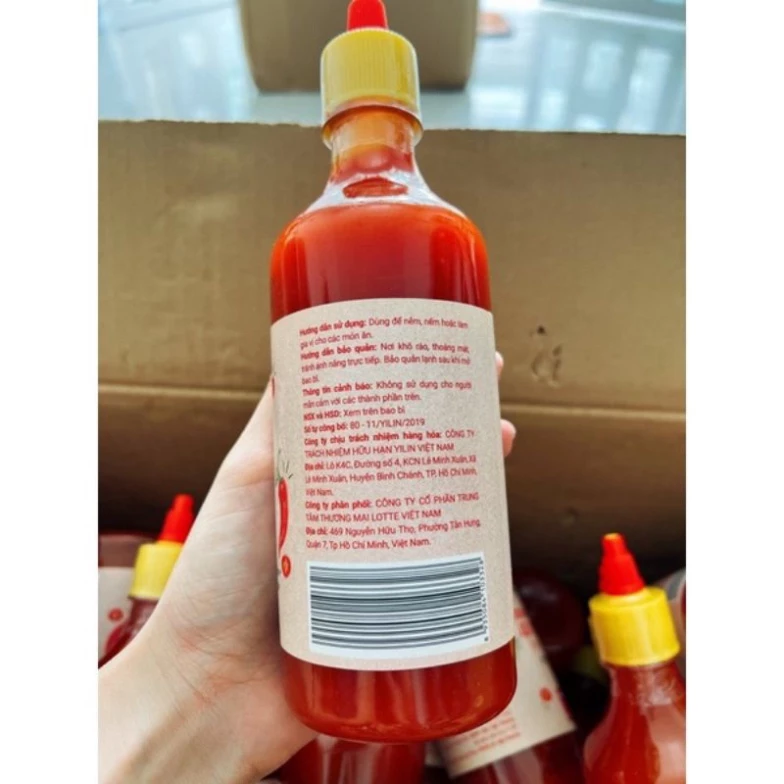 Hướng dẫn sử dụng: Dùng để nêm, nếm hoặc làm
gia vị cho các món ăn.
Hướng dẫn bảo quản: Nơi khô ráo, thoáng mát,
tránh ánh nắng trực tiếp. Bảo quản lạnh sau khi mở
bao bì.
Thông tin cảnh báo: Không sử dụng cho người
mẫn cảm với các thành phần trên.
NSX và HSD: Xem trên bao bì
Số tự công bố: 80 - T1/YILIN/2019
Công ty chịu trách nhiệm hàng hóa: CÔNG TY
TRÁCH NHIỆM HỮU HẠN YILIN VIỆT NAM
Địa chỉ: Lô K4C, Đường số 4, KCN Lê Minh Xuân, Xã
Lê Minh Xuân, Huyện Bình Chánh, TP. Hồ Chí Minh,
Việt Nam.
Công ty phân phối: CÔNG TY CỔ PHẦN TRUNG
TÂM THƯƠNG MẠI LOTTE VIỆT NAM
Địa chỉ: 469 Nguyễn Hữu Thọ, Phường Tân Hưng,
Quận 7, Tp Hồ Chí Minh, Việt Nam.